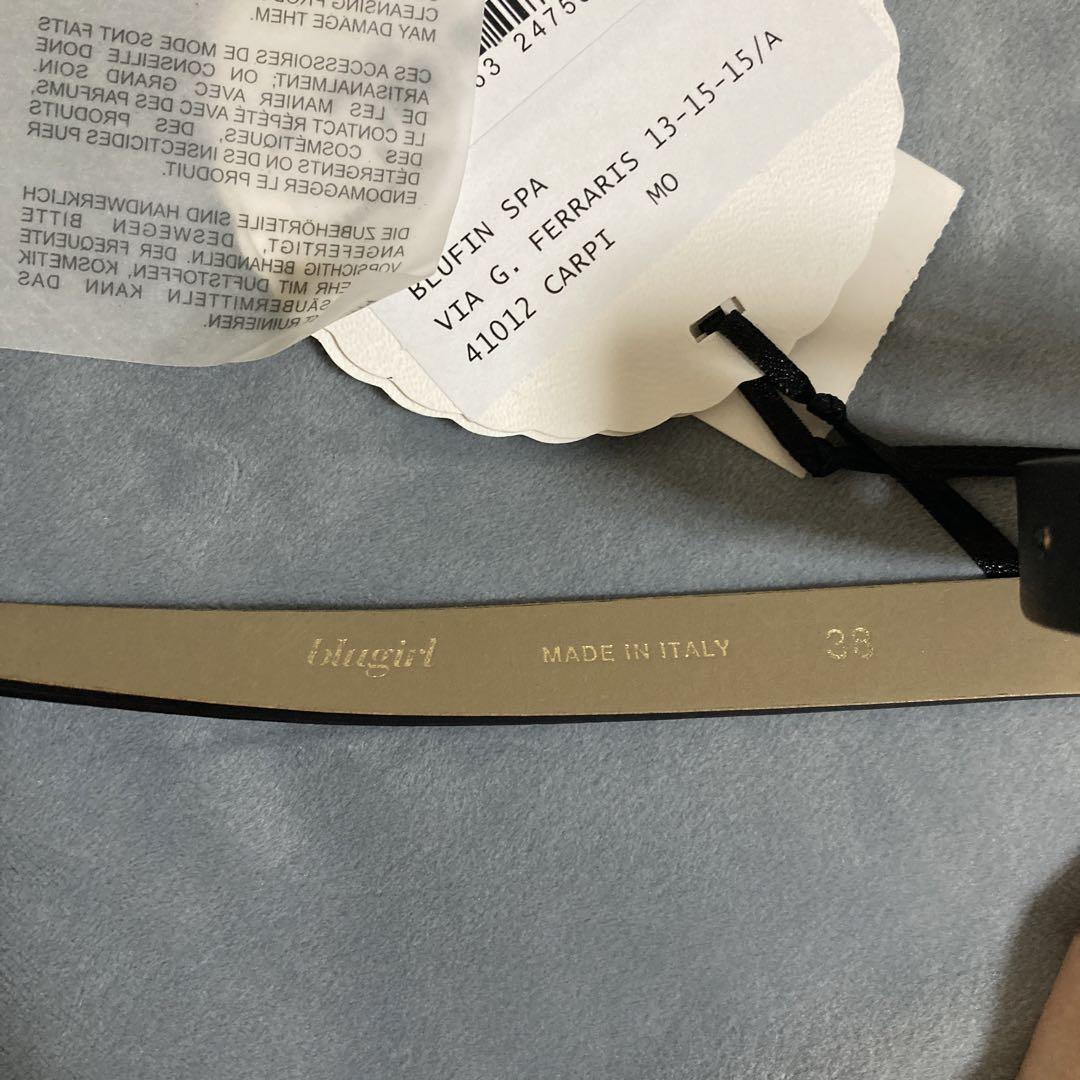 CLEANSING
MAY DAMAGE THEM.
CES ACCESSOIRES DE MODE SONT FAITS
ARTISANALMENT; ON CONSEILLE DONE
DE LES MANIER AVEC GRAND SOIN.
LE CONTACT RÉPÉTÉ AVEC DES PARFUMS,
DES COSMÉTIQUES, DES PRODUITS
DÉTERGENTS ON DES INSECTICIDES PUER
ENDOMAGGER LE PRODUIT.
DIE ZUBEHÖRTEILE SIND HANDWERKLICH
ANGEFERTIGT, DESWEGEN BITTE
VORSICHTIG BEHANDELN. DER FREQUENTE
MIT DUFTSTOFFEN, KOSMETIK
KANN DAS
RUINIEREN.
63 2475
BLUFIN SPA
VIA G. FERRARIS 13-15-15/A
41012 CARPI MO
blugirl MADE IN ITALY 38